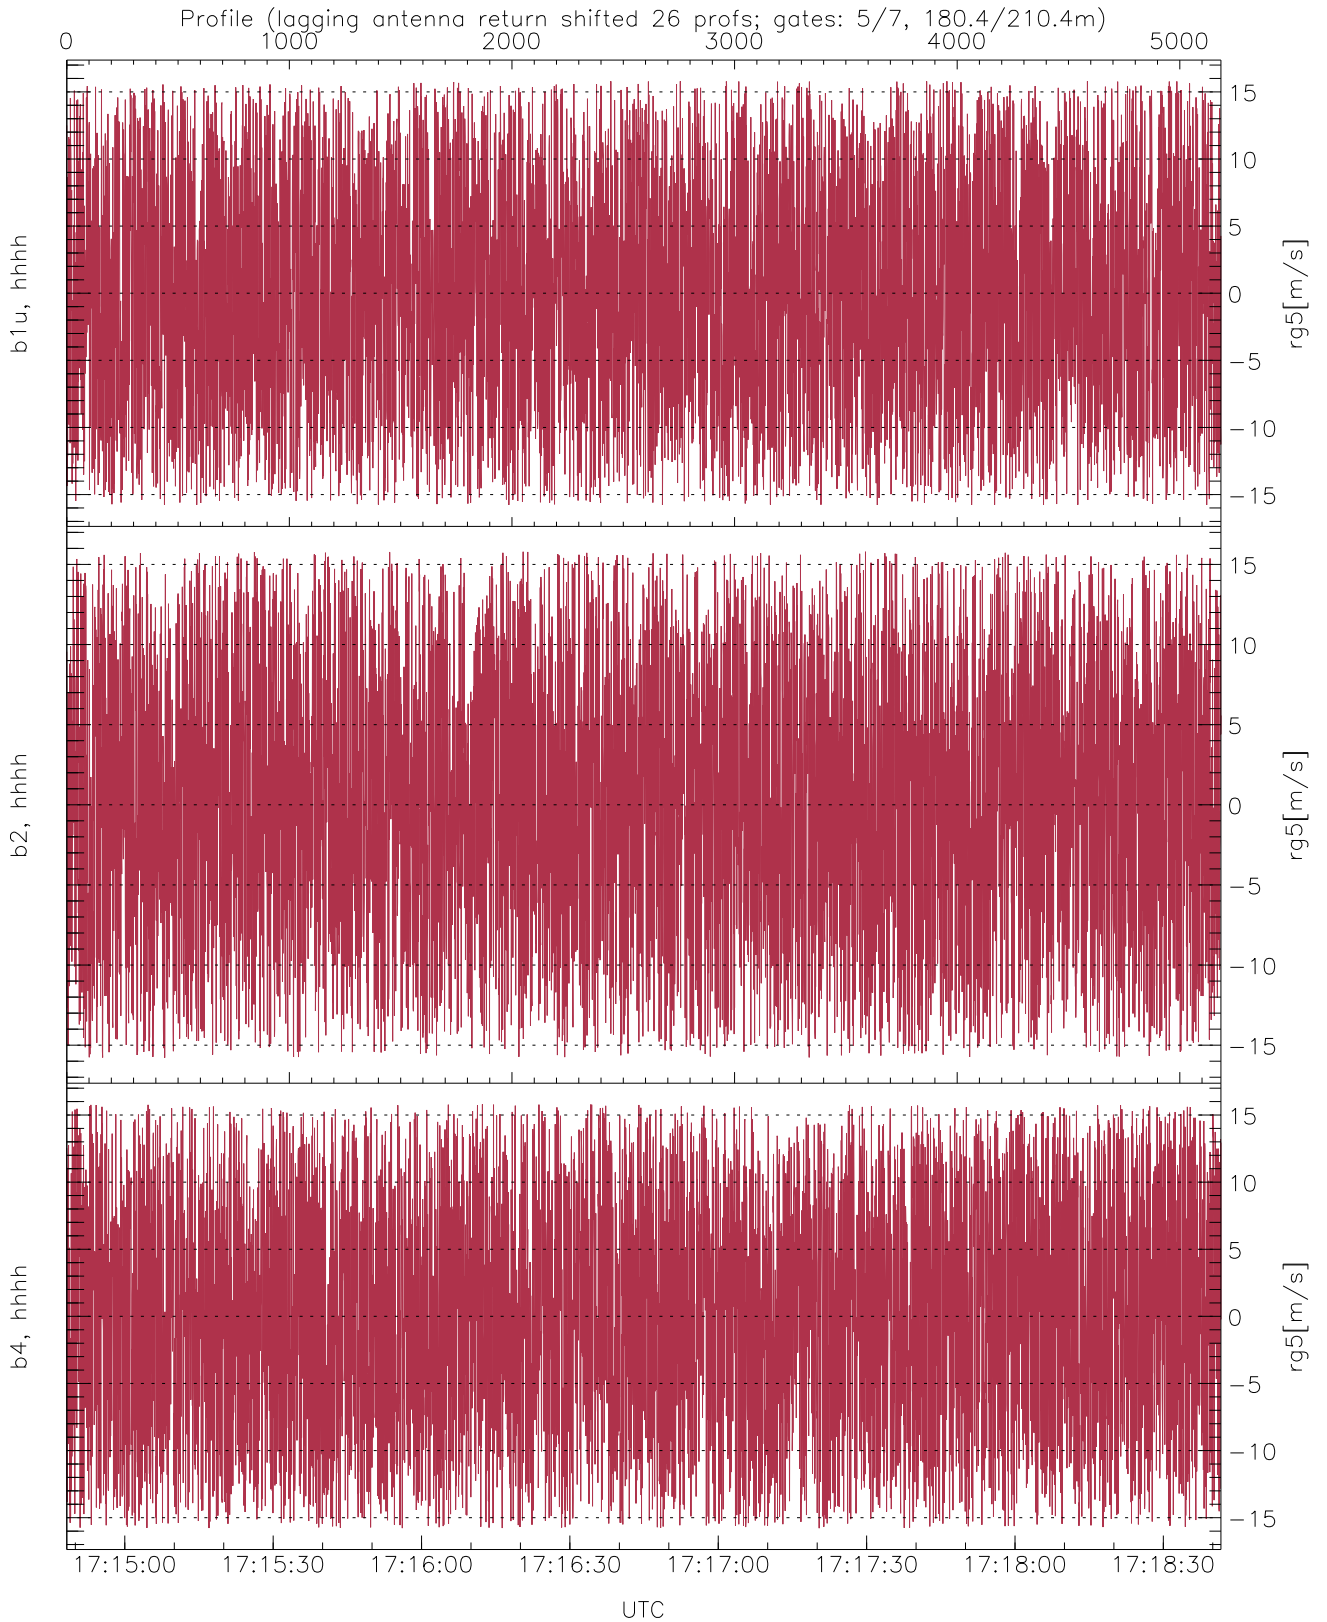 Profile (lagging antenna return shifted 26 profs; gates: 5/7, 180.4/210.4m)
0 1000 2000 3000 4000 5000
b1u, hhhh
15
10
5
0
-5
-10
-15
rg5[m/s]
b2, hhhh
15
10
5
0
-5
-10
-15
rg5[m/s]
b4, hhhh
15
10
5
0
-5
-10
-15
rg5[m/s]
17:15:00 17:15:30 17:16:00 17:16:30 17:17:00 17:17:30 17:18:00 17:18:30
UTC